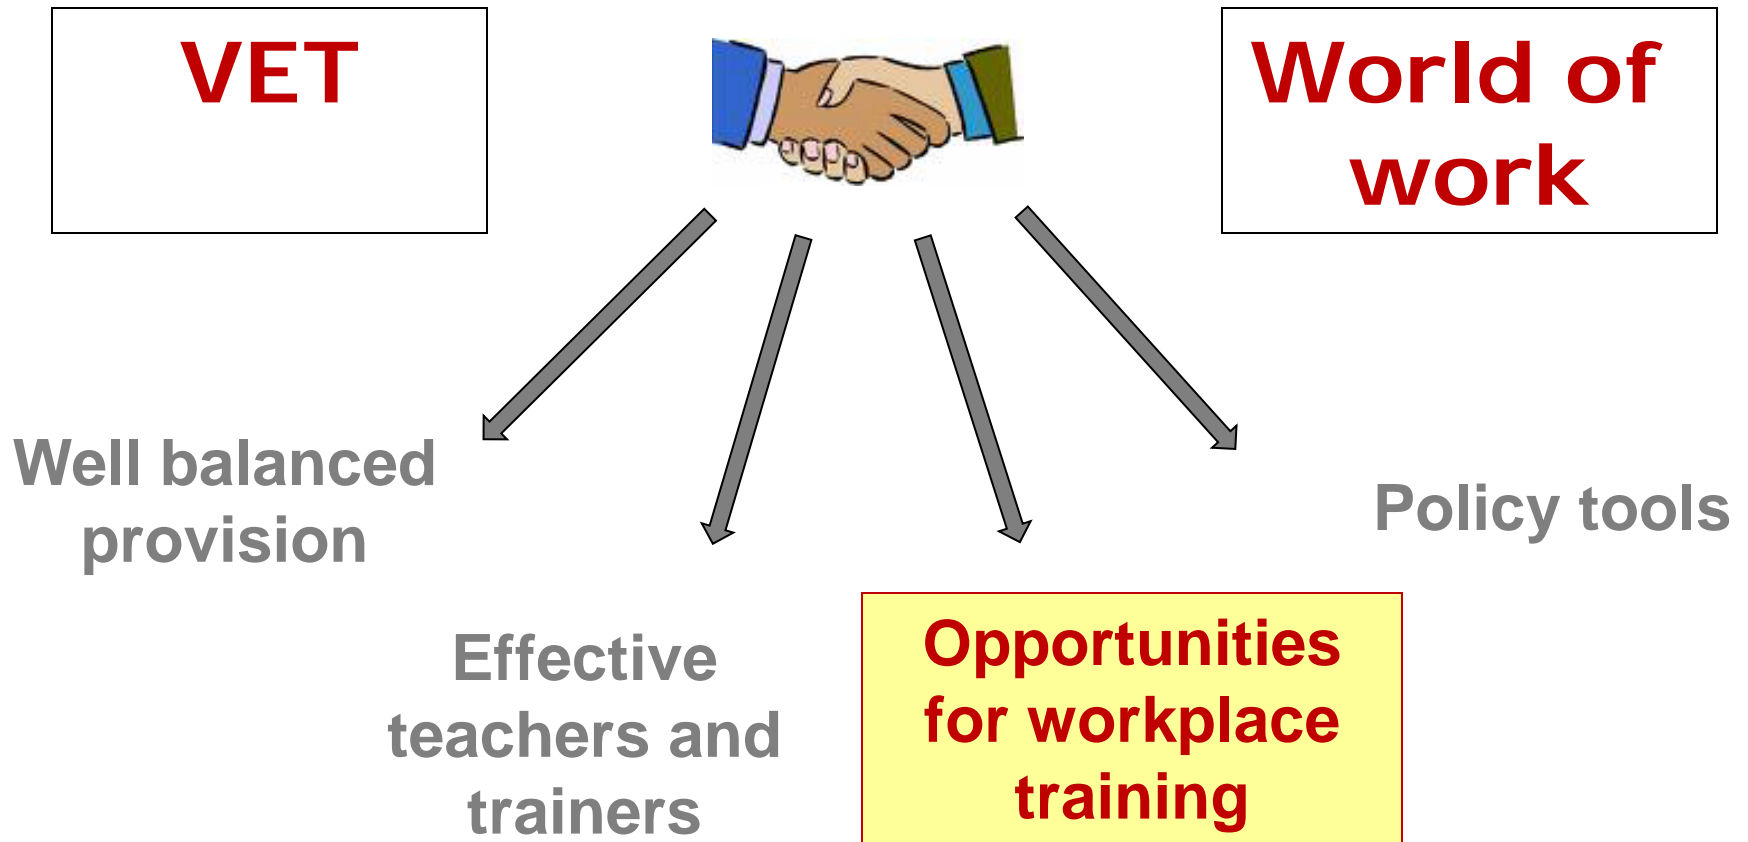 VET
World of
work
Well balanced
provision
Policy tools
Effective
teachers and
trainers
Opportunities
for workplace
training